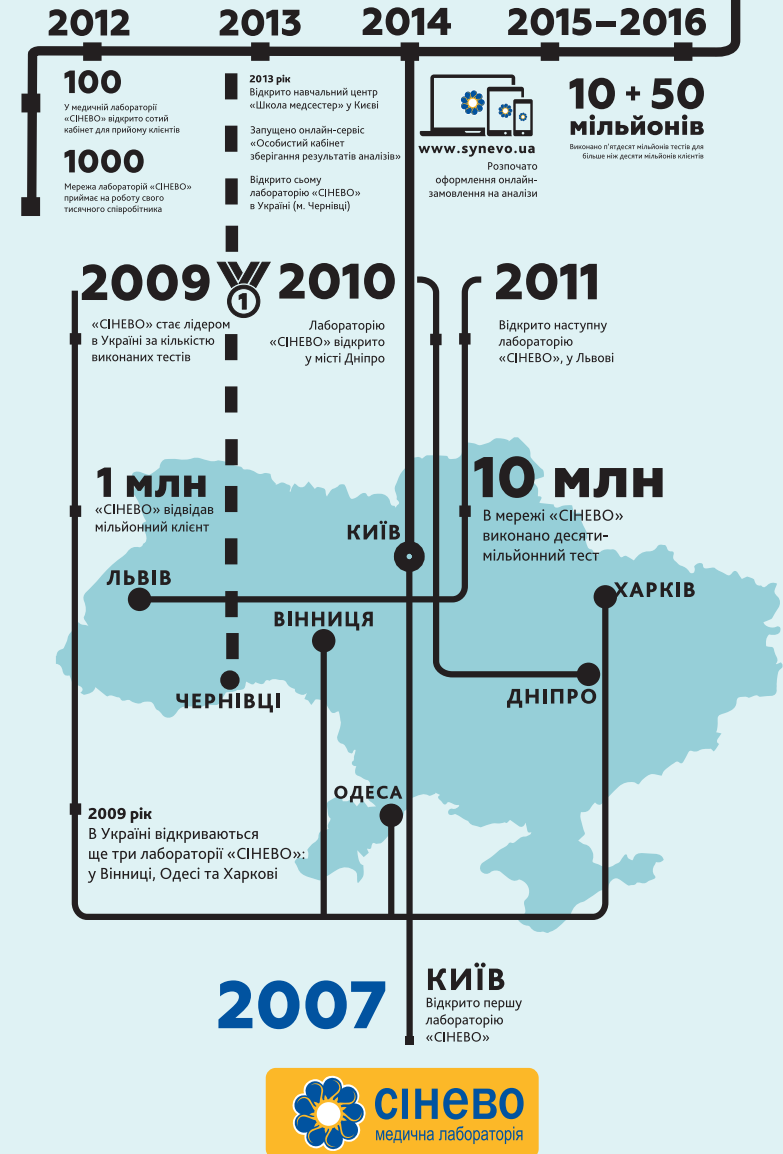 2012
2013
2014
2015–2016
100
У медичній лабораторії
«СІНЕВО» відкрито сотий
кабінет для прийому клієнтів
1000
Мережа лабораторій «СІНЕВО»
приймає на роботу свого
тисячного співробітника
2013 рік
Відкрито навчальний центр
«Школа медсестер» у Києві
Запущено онлайн-сервіс
«Особистий кабінет
зберігання результатів аналізів»
Відкрито сьому
лабораторію «СІНЕВО»
в Україні (м. Чернівці)
www.synevo.ua
Розпочато
оформлення онлайн-
замовлення на аналізи
10 + 50
мільйонів
Виконано п’ятдесят мільйонів тестів для
більше ніж десяти мільйонів клієнтів
2009
1
2010
2011
«СІНЕВО» стає лідером
в Україні за кількістю
виконаних тестів
Лабораторію
«СІНЕВО» відкрито
у місті Дніпро
Відкрито наступну
лабораторію
«СІНЕВО», у Львові
1 млн
«СІНЕВО» відвідав
мільйонний клієнт
10 млн
В мережі «СІНЕВО»
виконано десяти-
мільйонний тест
КИЇВ
ЛЬВІВ
ХАРКІВ
ВІННИЦЯ
ЧЕРНІВЦІ
ДНІПРО
ОДЕСА
2009 рік
В Україні відкриваються
ще три лабораторії «СІНЕВО»:
у Вінниці, Одесі та Харкові
2007
КИЇВ
Відкрито першу
лабораторію
«СІНЕВО»
сінево
медична лабораторія